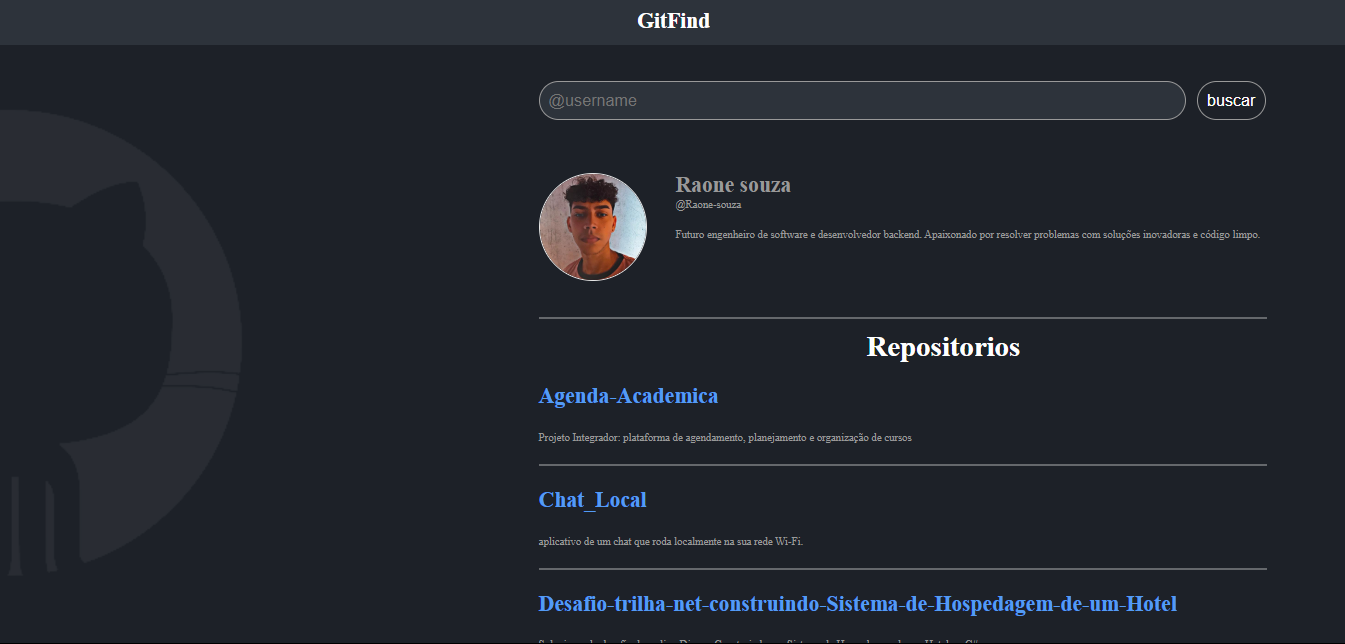 GitFind
@username
buscar
Raone souza
@Raone-souza
Futuro engenheiro de software e desenvolvedor backend. Apaixonado por resolver problemas com soluções inovadoras e código limpo.
Repositorios
Agenda-Academica
Projeto Integrador: plataforma de agendamento, planejamento e organização de cursos
Chat_Local
aplicativo de um chat que roda localmente na sua rede Wi-Fi.
Desafio-trilha-net-construindo-Sistema-de-Hospedagem-de-um-Hotel